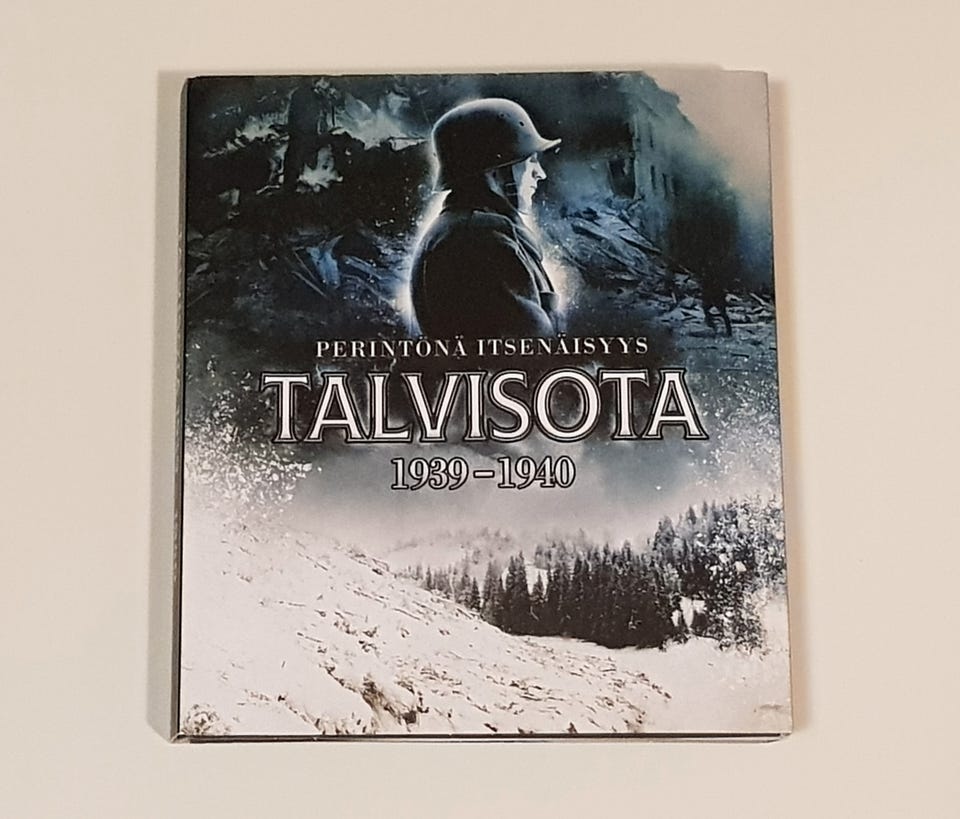 PERINTÖNÄ ITSENÄISYYS
TALVISOTA
1939–1940